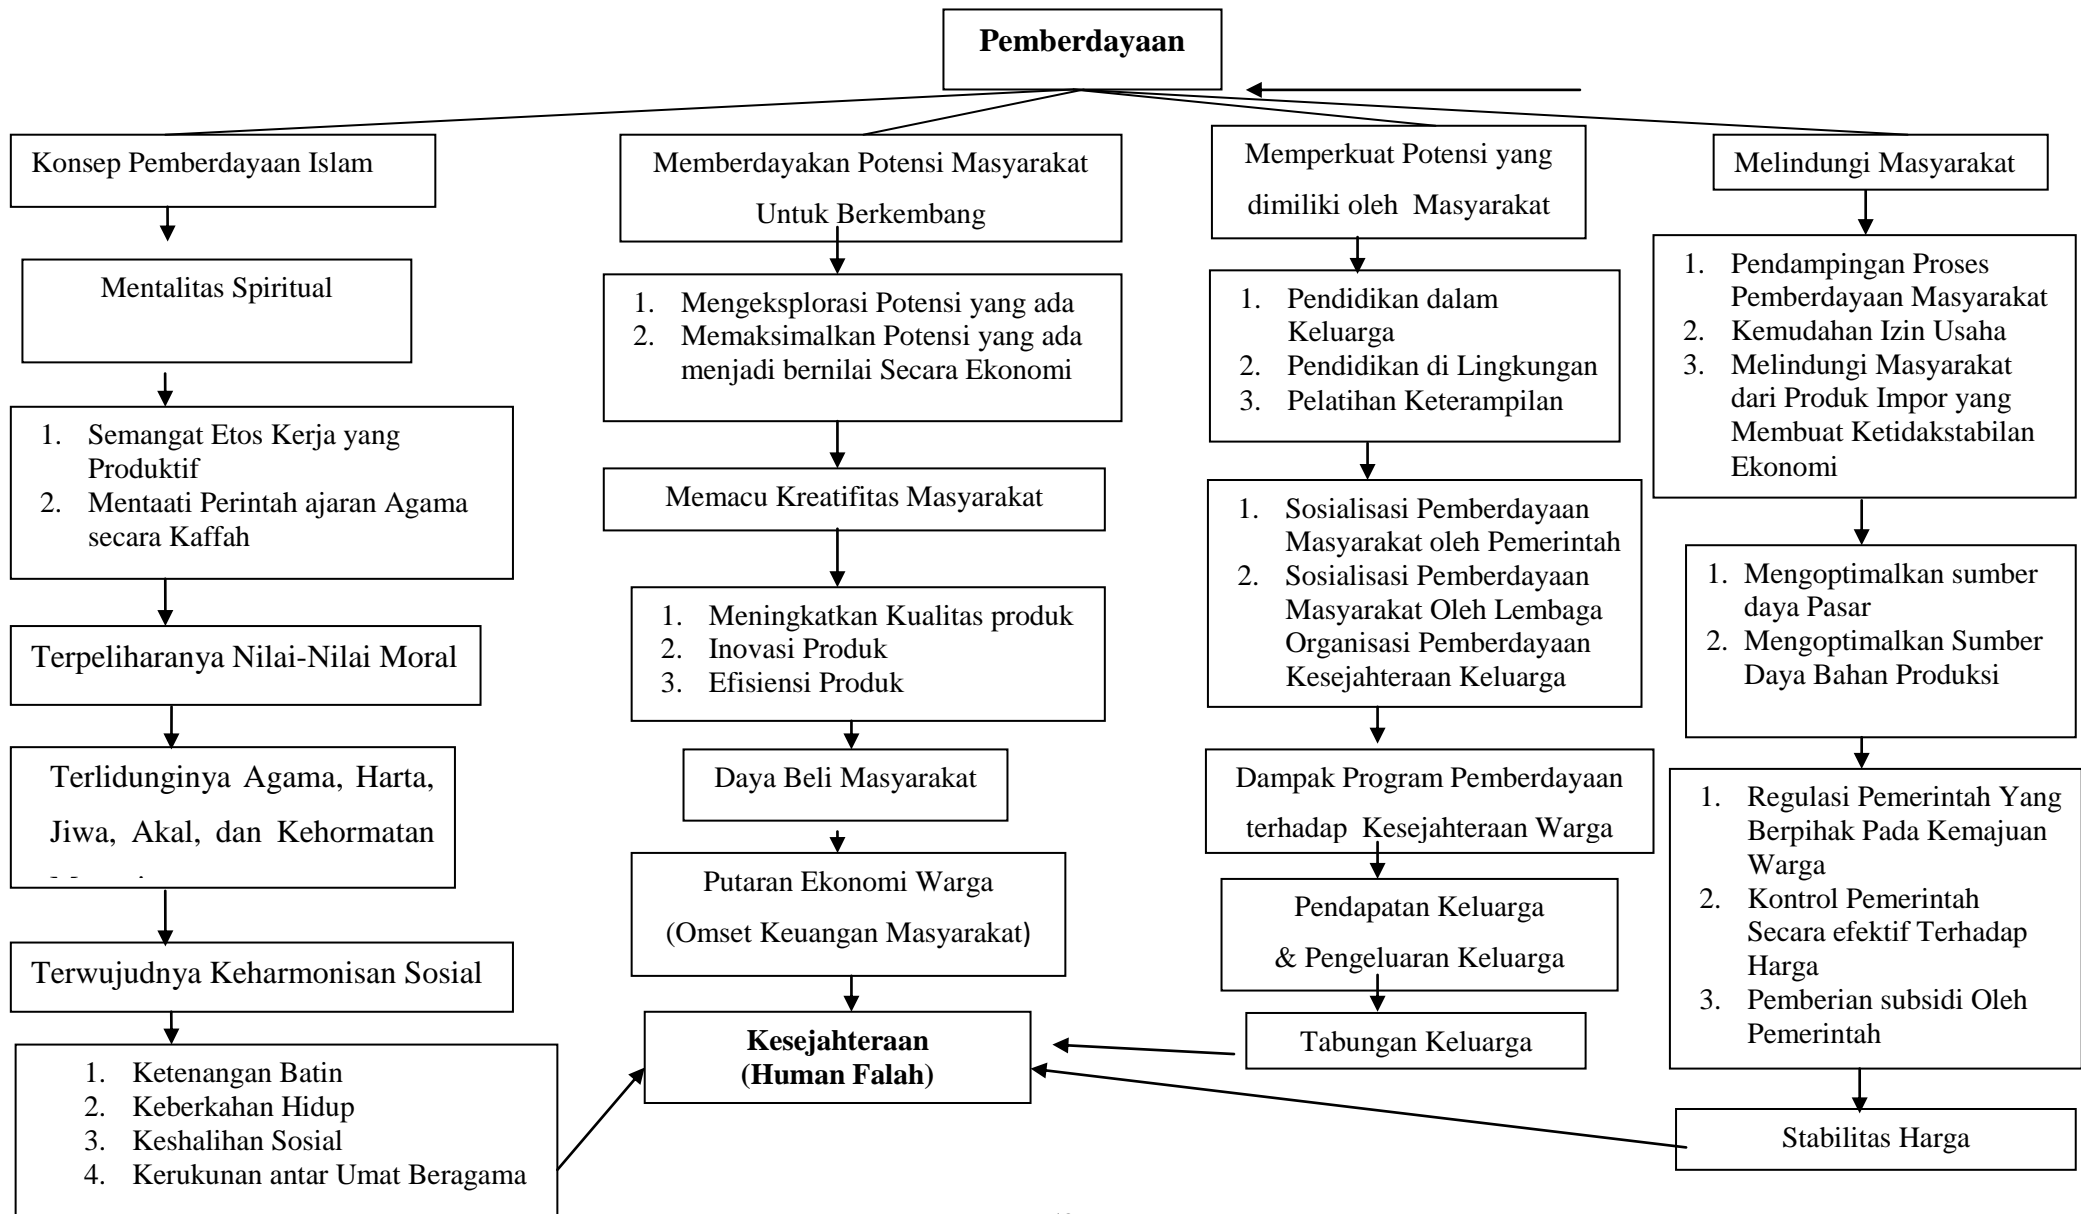 Pemberdayaan
Konsep Pemberdayaan Islam
Mentalitas Spiritual
1. Semangat Etos Kerja yang
Produktif
2. Mentaati Perintah ajaran Agama
secara Kaffah
Terpeliharanya Nilai-Nilai Moral
Terlidunginya Agama, Harta,
Jiwa, Akal, dan Kehormatan
Terwujudnya Keharmonisan Sosial
1. Ketenangan Batin
2. Keberkahan Hidup
3. Keshalihan Sosial
4. Kerukunan antar Umat Beragama
Memberdayakan Potensi Masyarakat
Untuk Berkembang
1. Mengeksplorasi Potensi yang ada
2. Memaksimalkan Potensi yang ada
menjadi bernilai Secara Ekonomi
Memacu Kreatifitas Masyarakat
1. Meningkatkan Kualitas produk
2. Inovasi Produk
3. Efisiensi Produk
Daya Beli Masyarakat
Putaran Ekonomi Warga
(Omset Keuangan Masyarakat)
Kesejahteraan
(Human Falah)
Memperkuat Potensi yang
dimiliki oleh Masyarakat
1. Pendidikan dalam
Keluarga
2. Pendidikan di Lingkungan
3. Pelatihan Keterampilan
1. Sosialisasi Pemberdayaan
Masyarakat oleh Pemerintah
2. Sosialisasi Pemberdayaan
Masyarakat Oleh Lembaga
Organisasi Pemberdayaan
Kesejahteraan Keluarga
Dampak Program Pemberdayaan
terhadap Kesejahteraan Warga
Pendapatan Keluarga
& Pengeluaran Keluarga
Tabungan Keluarga
Melindungi Masyarakat
1. Pendampingan Proses
Pemberdayaan Masyarakat
2. Kemudahan Izin Usaha
3. Melindungi Masyarakat
dari Produk Impor yang
Membuat Ketidakstabilan
Ekonomi
1. Mengoptimalkan sumber
daya Pasar
2. Mengoptimalkan Sumber
Daya Bahan Produksi
1. Regulasi Pemerintah Yang
Berpihak Pada Kemajuan
Warga
2. Kontrol Pemerintah
Secara efektif Terhadap
Harga
3. Pemberian subsidi Oleh
Pemerintah
Stabilitas Harga